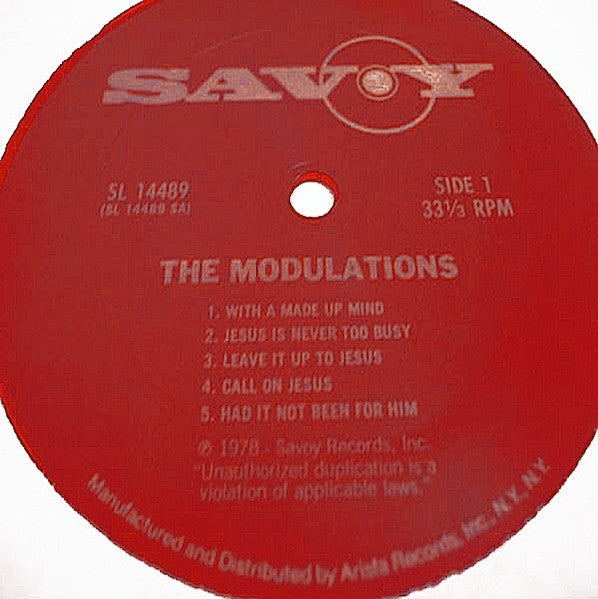 SAVOY
SL 14489
(SL 14489 SA)
SIDE 1
33⅓ RPM
THE MODULATIONS
1. WITH A MADE UP MIND
2. JESUS IS NEVER TOO BUSY
3. LEAVE IT UP TO JESUS
4. CALL ON JESUS
5. HAD IT NOT BEEN FOR HIM
℗ 1978 - Savoy Records, Inc.
"Unauthorized duplication is a
violation of applicable laws."
Manufactured and Distributed by Arista Records, Inc., N.Y., N.Y.